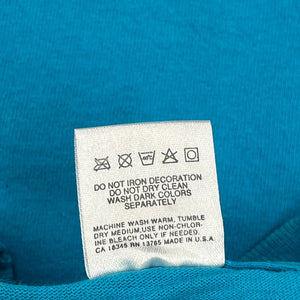 DO NOT IRON DECORATION
DO NOT DRY CLEAN
WASH DARK COLORS
SEPARATELY
MACHINE WASH WARM, TUMBLE
DRY MEDIUM, USE NON-CHLOR-
INE BLEACH ONLY IF NEEDED.
CA 18345 RN 13765 MADE IN U.S.A.